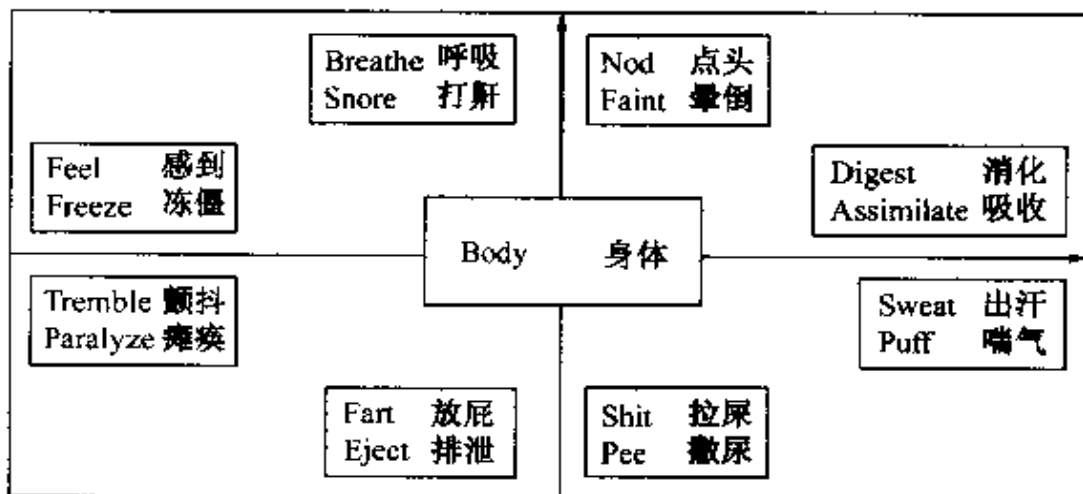 Breathe 呼吸
Snore 打鼾
Nod 点头
Faint 晕倒
Feel 感到
Freeze 冻僵
Digest 消化
Assimilate 吸收
Body 身体
Tremble 颤抖
Paralyze 瘫痪
Sweat 出汗
Puff 喘气
Fart 放屁
Eject 排泄
Shit 拉屎
Pee 撒尿